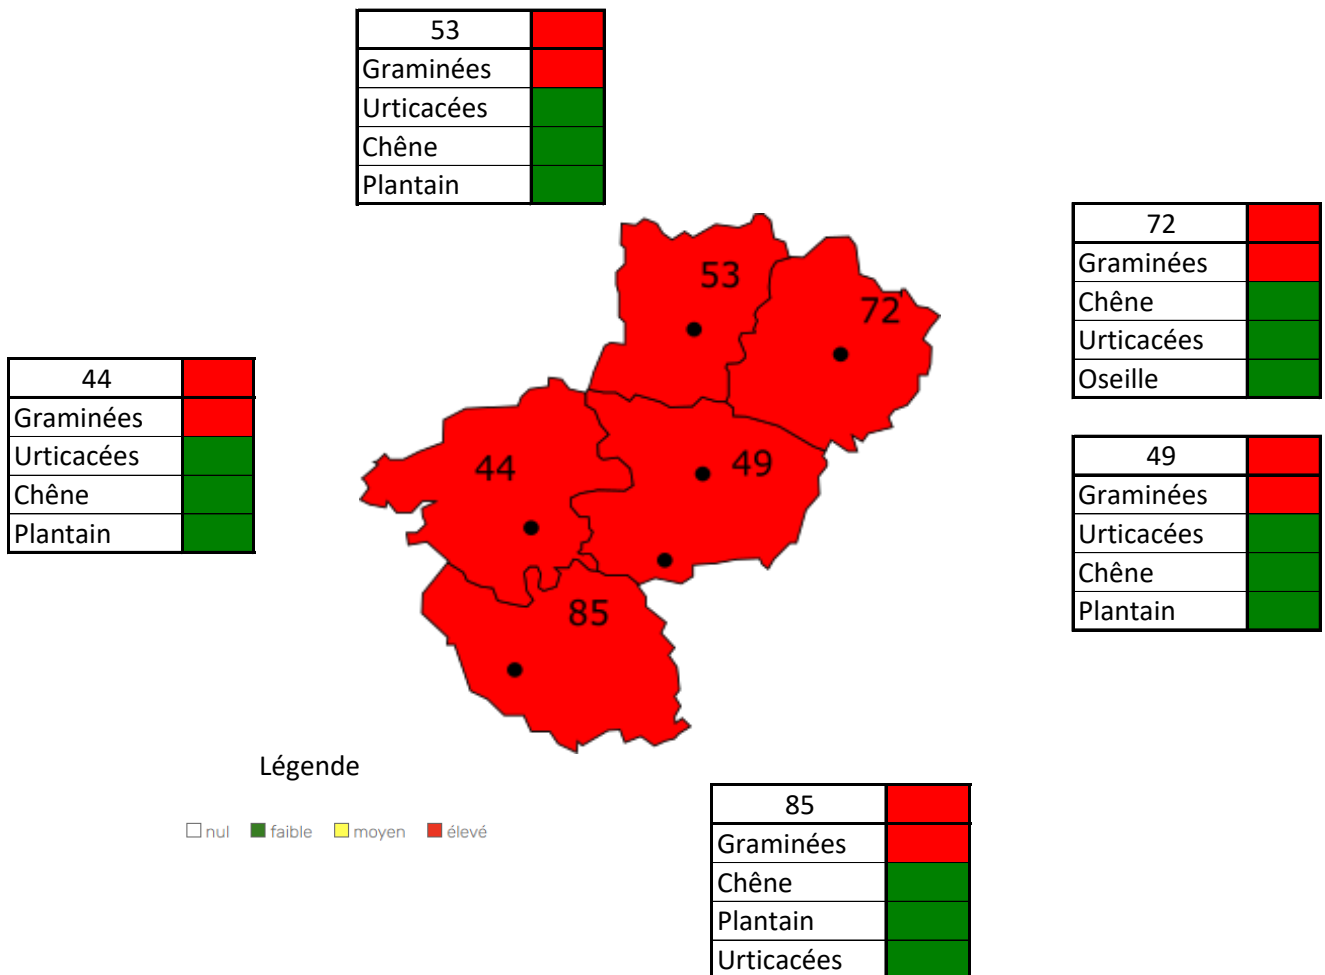 53
Graminées
Urticacées
Chêne
Plantain
72
Graminées
Chêne
Urticacées
Oseille
44
Graminées
Urticacées
Chêne
Plantain
49
Graminées
Urticacées
Chêne
Plantain
53
72
44
49
85
Légende
nul faible moyen élevé
85
Graminées
Chêne
Plantain
Urticacées